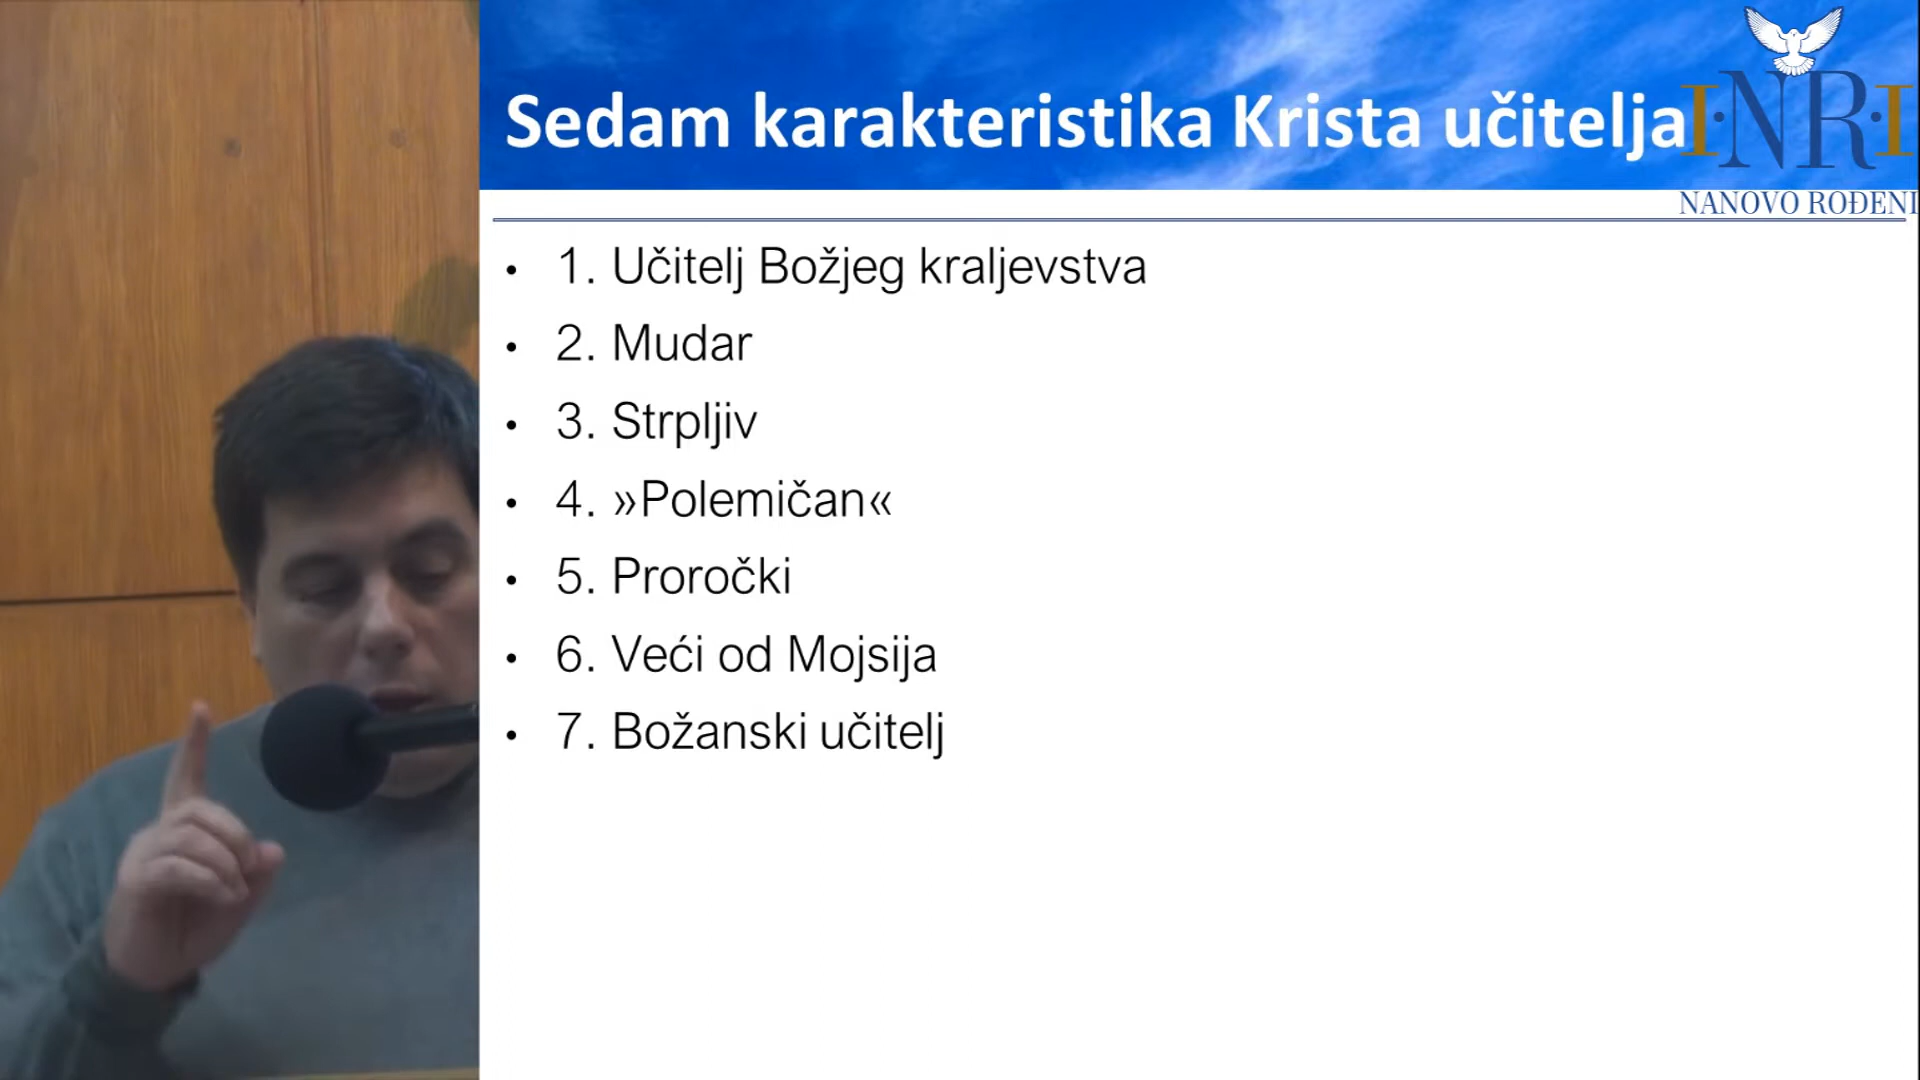 Sedam karakteristika Krista učitelja
I·NR·I
NANOVO ROĐENI
• 1. Učitelj Božjeg kraljevstva
• 2. Mudar
• 3. Strpljiv
• 4. »Polemičan«
• 5. Proročki
• 6. Veći od Mojsija
• 7. Božanski učitelj